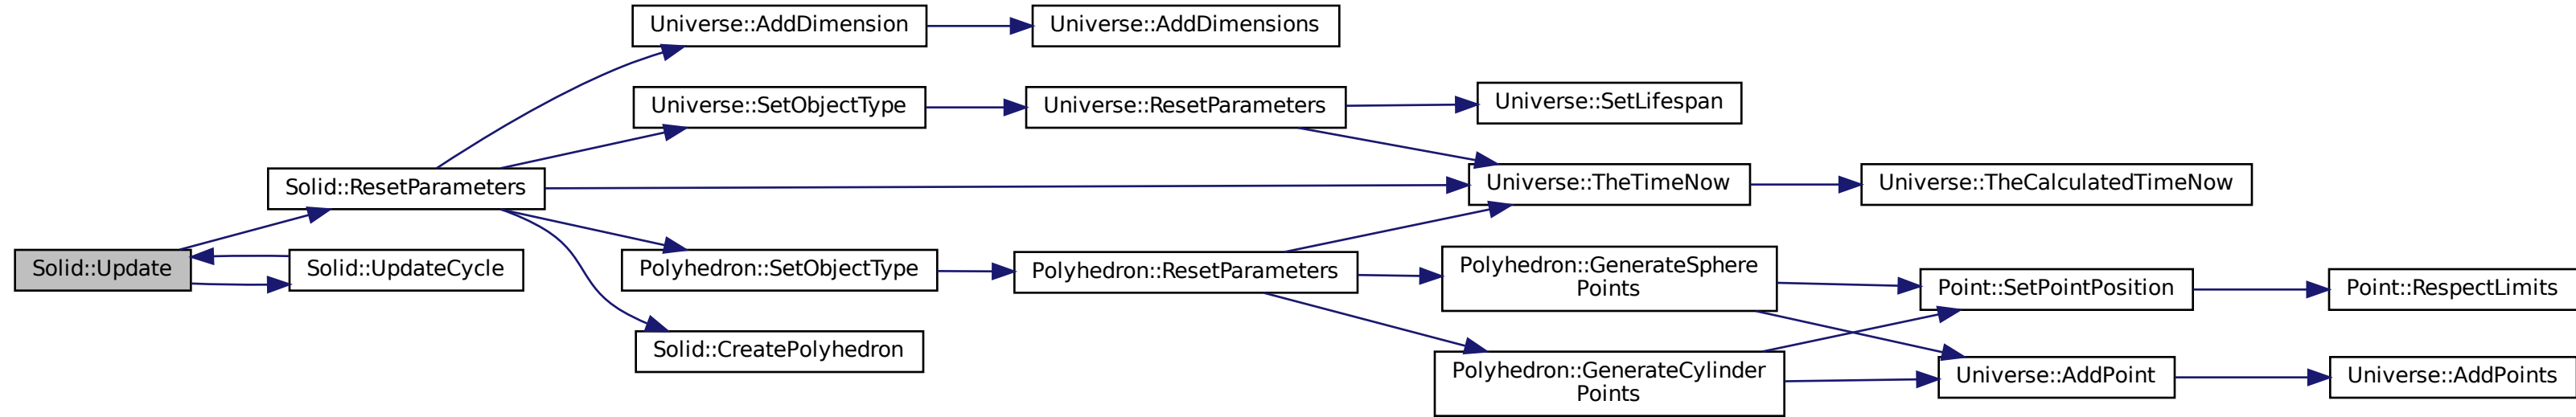 Universe::AddDimension
Universe::AddDimensions
Universe::SetObjectType
Universe::ResetParameters
Universe::SetLifespan
Solid::ResetParameters
Universe::TheTimeNow
Universe::TheCalculatedTimeNow
Solid::Update
Solid::UpdateCycle
Polyhedron::SetObjectType
Polyhedron::ResetParameters
Polyhedron::GenerateSphere
Points
Point::SetPointPosition
Point::RespectLimits
Solid::CreatePolyhedron
Polyhedron::GenerateCylinder
Points
Universe::AddPoint
Universe::AddPoints